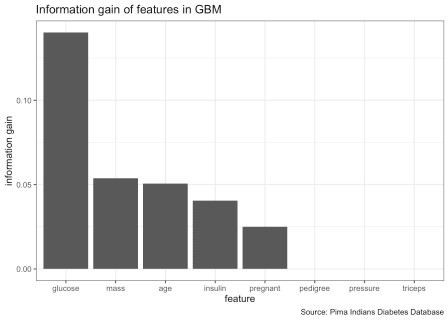 Information gain of features in GBM
information gain
0.10
0.05
0.00
glucose mass age insulin pregnant pedigree pressure triceps
feature
Source: Pima Indians Diabetes Database